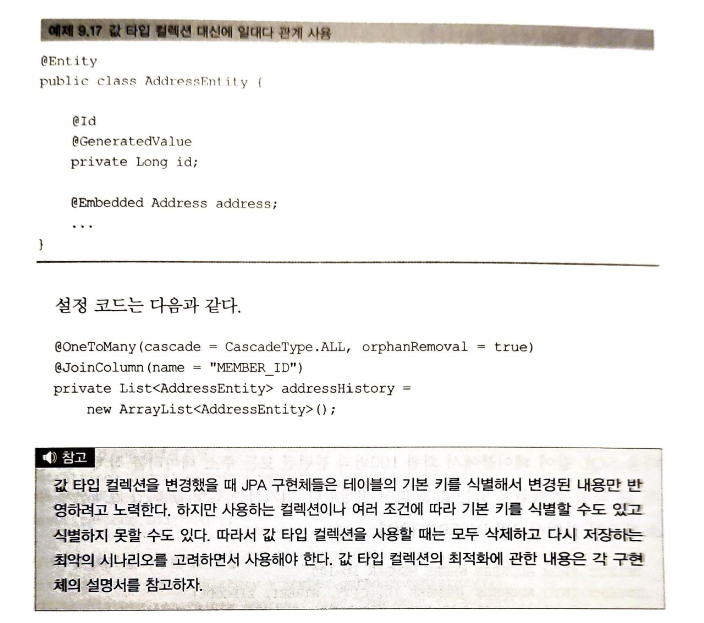 예제 9.17 값 타입 컬렉션 대신에 일대다 관계 사용
@Entity
public class AddressEntity {
@Id
@GeneratedValue
private Long id;
@Embedded Address address;
...
}
설정 코드는 다음과 같다.
@OneToMany(cascade = CascadeType.ALL, orphanRemoval = true)
@JoinColumn(name = "MEMBER_ID")
private List<AddressEntity> addressHistory =
new ArrayList<AddressEntity>();
참고
값 타입 컬렉션을 변경했을 때 JPA 구현체들은 테이블의 기본 키를 식별해서 변경된 내용만 반
영하려고 노력한다. 하지만 사용하는 컬렉션이나 여러 조건에 따라 기본 키를 식별할 수도 있고
식별하지 못할 수도 있다. 따라서 값 타입 컬렉션을 사용할 때는 모두 삭제하고 다시 저장하는
최악의 시나리오를 고려하면서 사용해야 한다. 값 타입 컬렉션의 최적화에 관한 내용은 각 구현
체의 설명서를 참고하자.